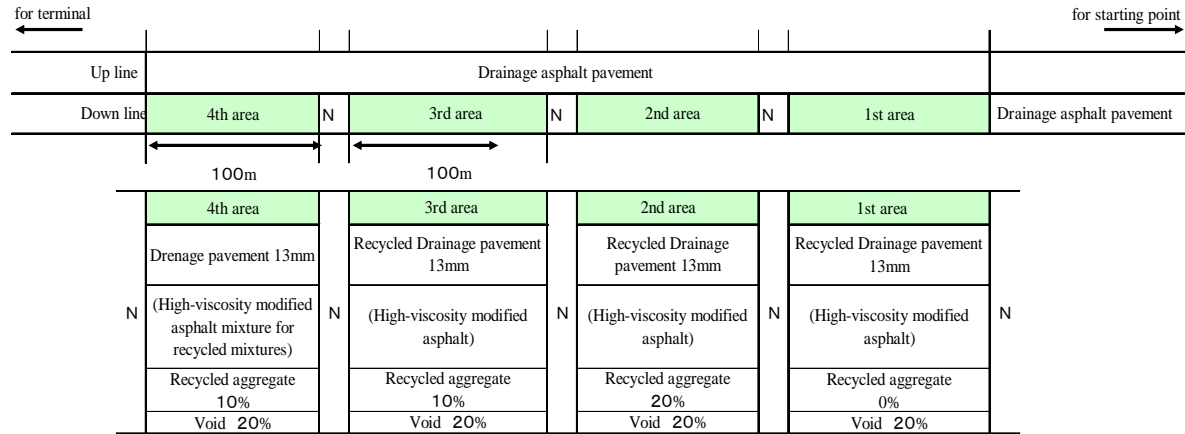 for terminal
for starting point
Up line
Drainage asphalt pavement
Down line
4th area
N
3rd area
N
2nd area
N
1st area
Drainage asphalt pavement
100m
100m
4th area
3rd area
2nd area
1st area
Drenage pavement 13mm
Recycled Drainage pavement
13mm
Recycled Drainage
pavement 13mm
Recycled Drainage pavement
13mm
N
(High-viscosity modified
asphalt mixture for
recycled mixtures)
N
(High-viscosity modified
asphalt)
N
(High-viscosity modified
asphalt)
N
(High-viscosity modified
asphalt)
N
Recycled aggregate
10%
Recycled aggregate
10%
Recycled aggregate
20%
Recycled aggregate
0%
Void 20%
Void 20%
Void 20%
Void 20%